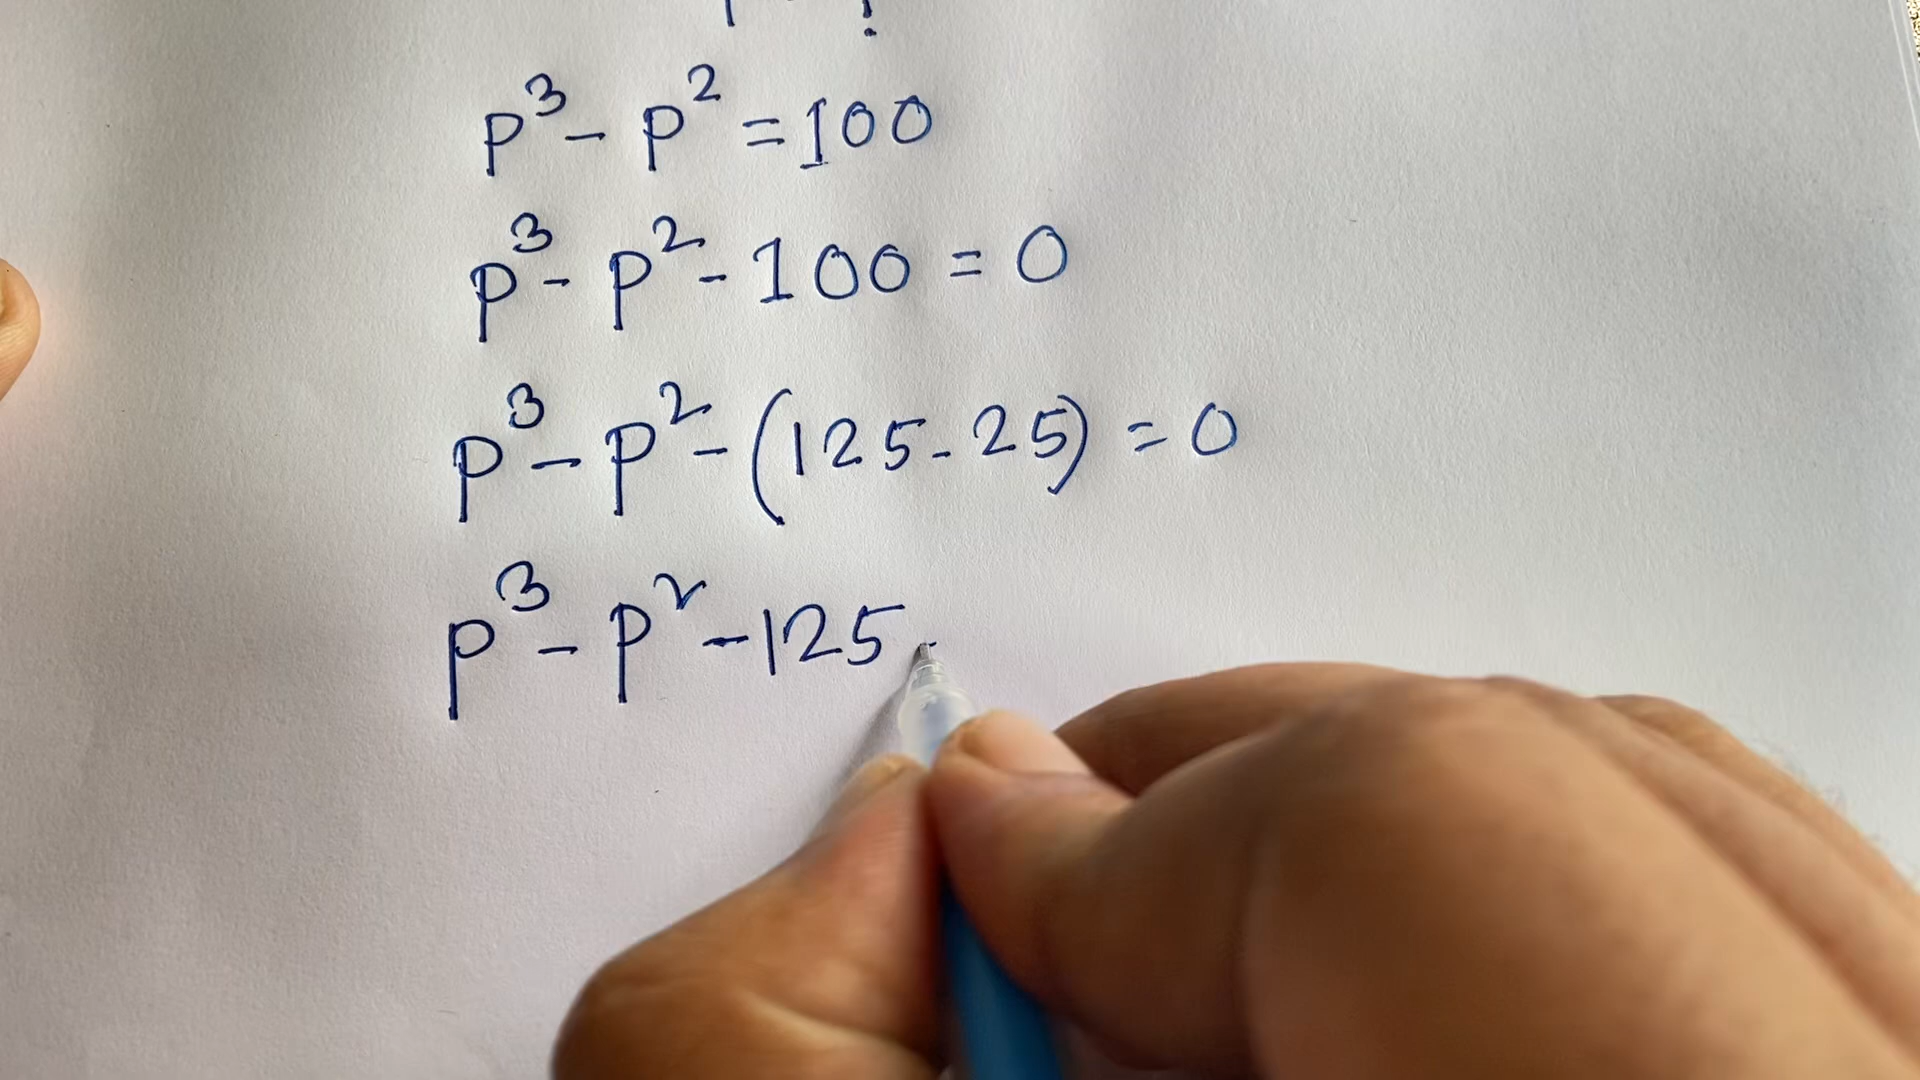 p³ - p² = 100
p³ - p² - 100 = 0
p³ - p² - (125 - 25) = 0
p³ - p² - 125